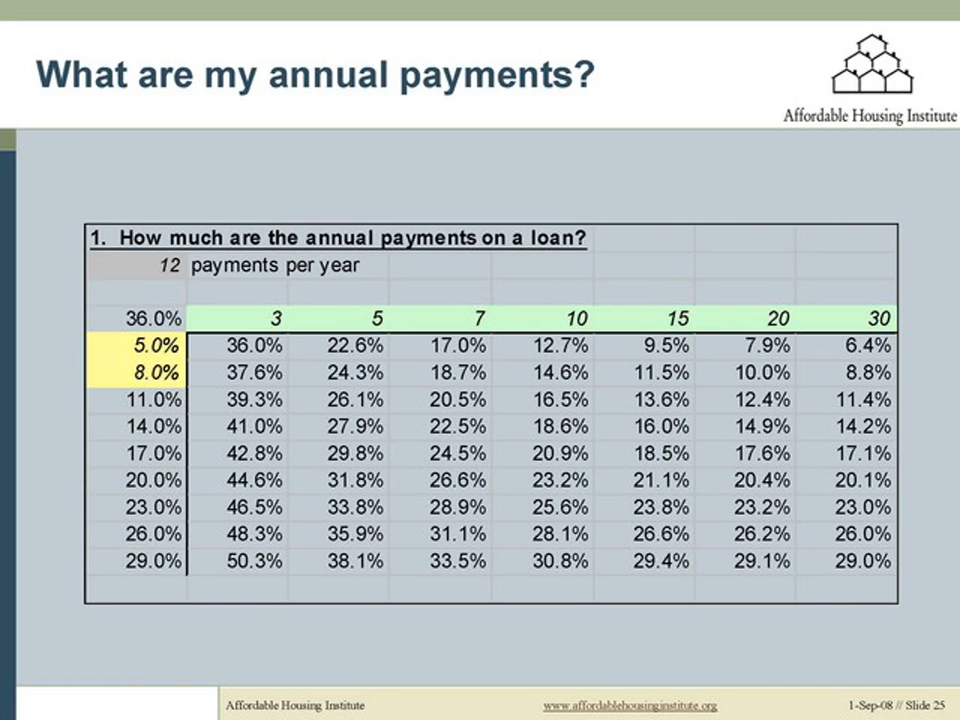 What are my annual payments?
Affordable Housing Institute
1. How much are the annual payments on a loan?
12 payments per year
36.0% 3 5 7 10 15 20 30
5.0% 36.0% 22.6% 17.0% 12.7% 9.5% 7.9% 6.4%
8.0% 37.6% 24.3% 18.7% 14.6% 11.5% 10.0% 8.8%
11.0% 39.3% 26.1% 20.5% 16.5% 13.6% 12.4% 11.4%
14.0% 41.0% 27.9% 22.5% 18.6% 16.0% 14.9% 14.2%
17.0% 42.8% 29.8% 24.5% 20.9% 18.5% 17.6% 17.1%
20.0% 44.6% 31.8% 26.6% 23.2% 21.1% 20.4% 20.1%
23.0% 46.5% 33.8% 28.9% 25.6% 23.8% 23.2% 23.0%
26.0% 48.3% 35.9% 31.1% 28.1% 26.6% 26.2% 26.0%
29.0% 50.3% 38.1% 33.5% 30.8% 29.4% 29.1% 29.0%
Affordable Housing Institute www.affordablehousinginstitute.org 1-Sep-08 // Slide 25